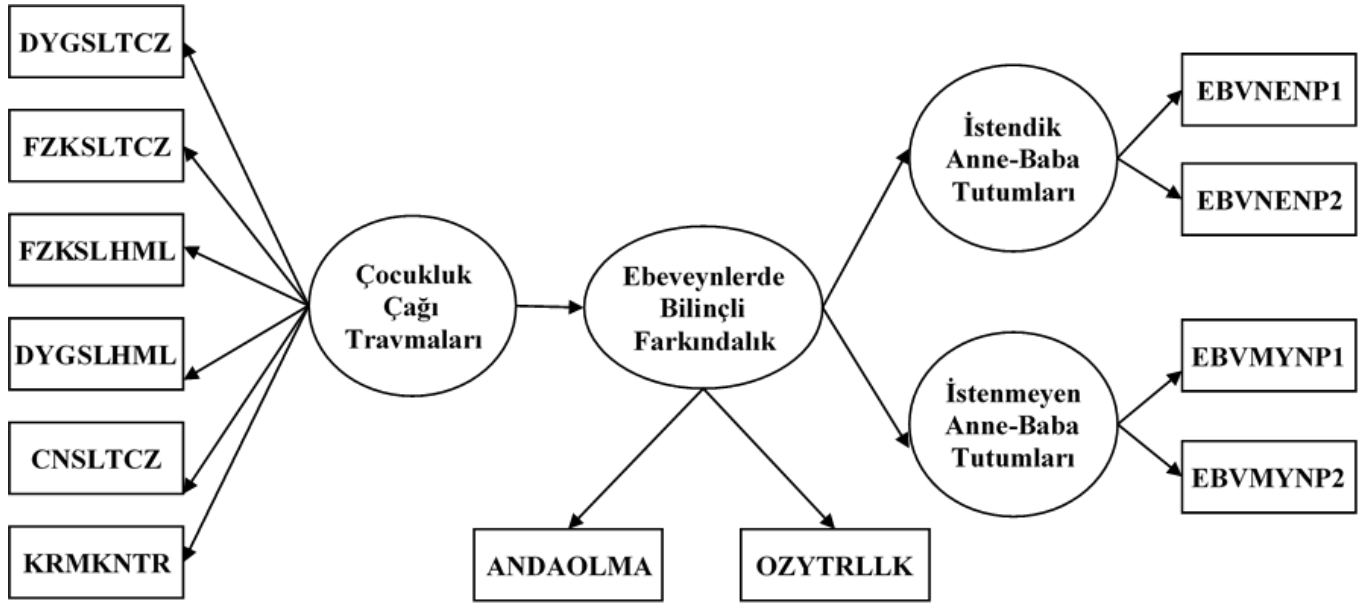 DYGSLTCZ
FZKSLTCZ
FZKSLHML
DYGSLHML
CNSLTCZ
KRMKNTR
Çocukluk
Çağı
Travmaları
Ebeveynlerde
Bilinçli
Farkındalık
ANDAOLMA
OZYTRLLK
İstendik
Anne-Baba
Tutumları
İstenmeyen
Anne-Baba
Tutumları
EBVNENP1
EBVNENP2
EBVMYNP1
EBVMYNP2